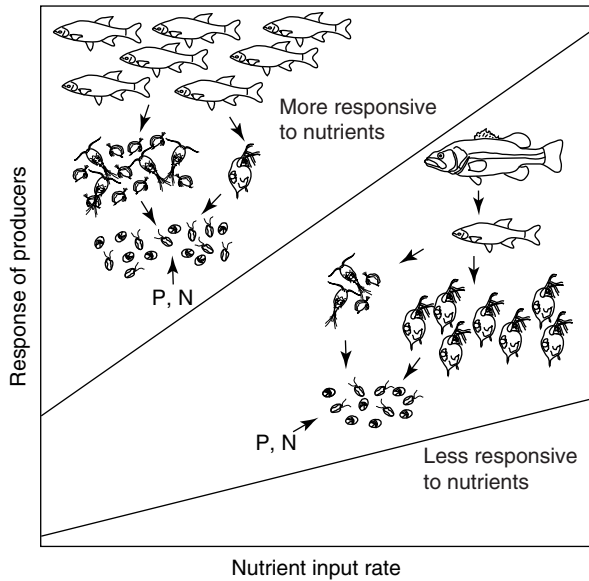 More responsive
to nutrients
P, N
P, N
Less responsive
to nutrients
Response of producers
Nutrient input rate